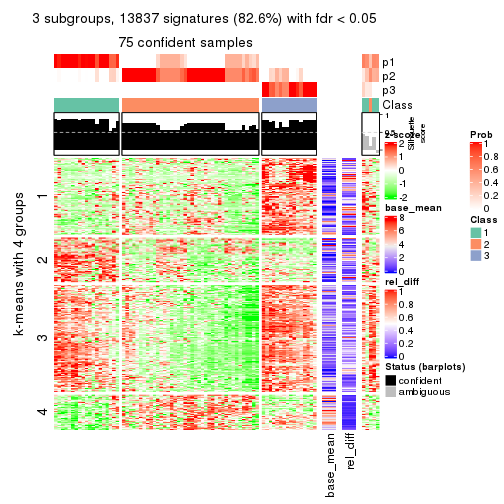 3 subgroups, 13837 signatures (82.6%) with fdr < 0.05
75 confident samples
p1
p2
p3
Class
1
0.5
Silhouette
score
k-means with 4 groups
1
2
3
4
base_mean
rel_diff
z-score
2
1
0
-1
-2
base_mean
8
6
4
2
0
rel_diff
1
0.8
0.6
0.4
0.2
0
Status (barplots)
confident
ambiguous
Prob
1
0.8
0.6
0.4
0.2
0
Class
1
2
3